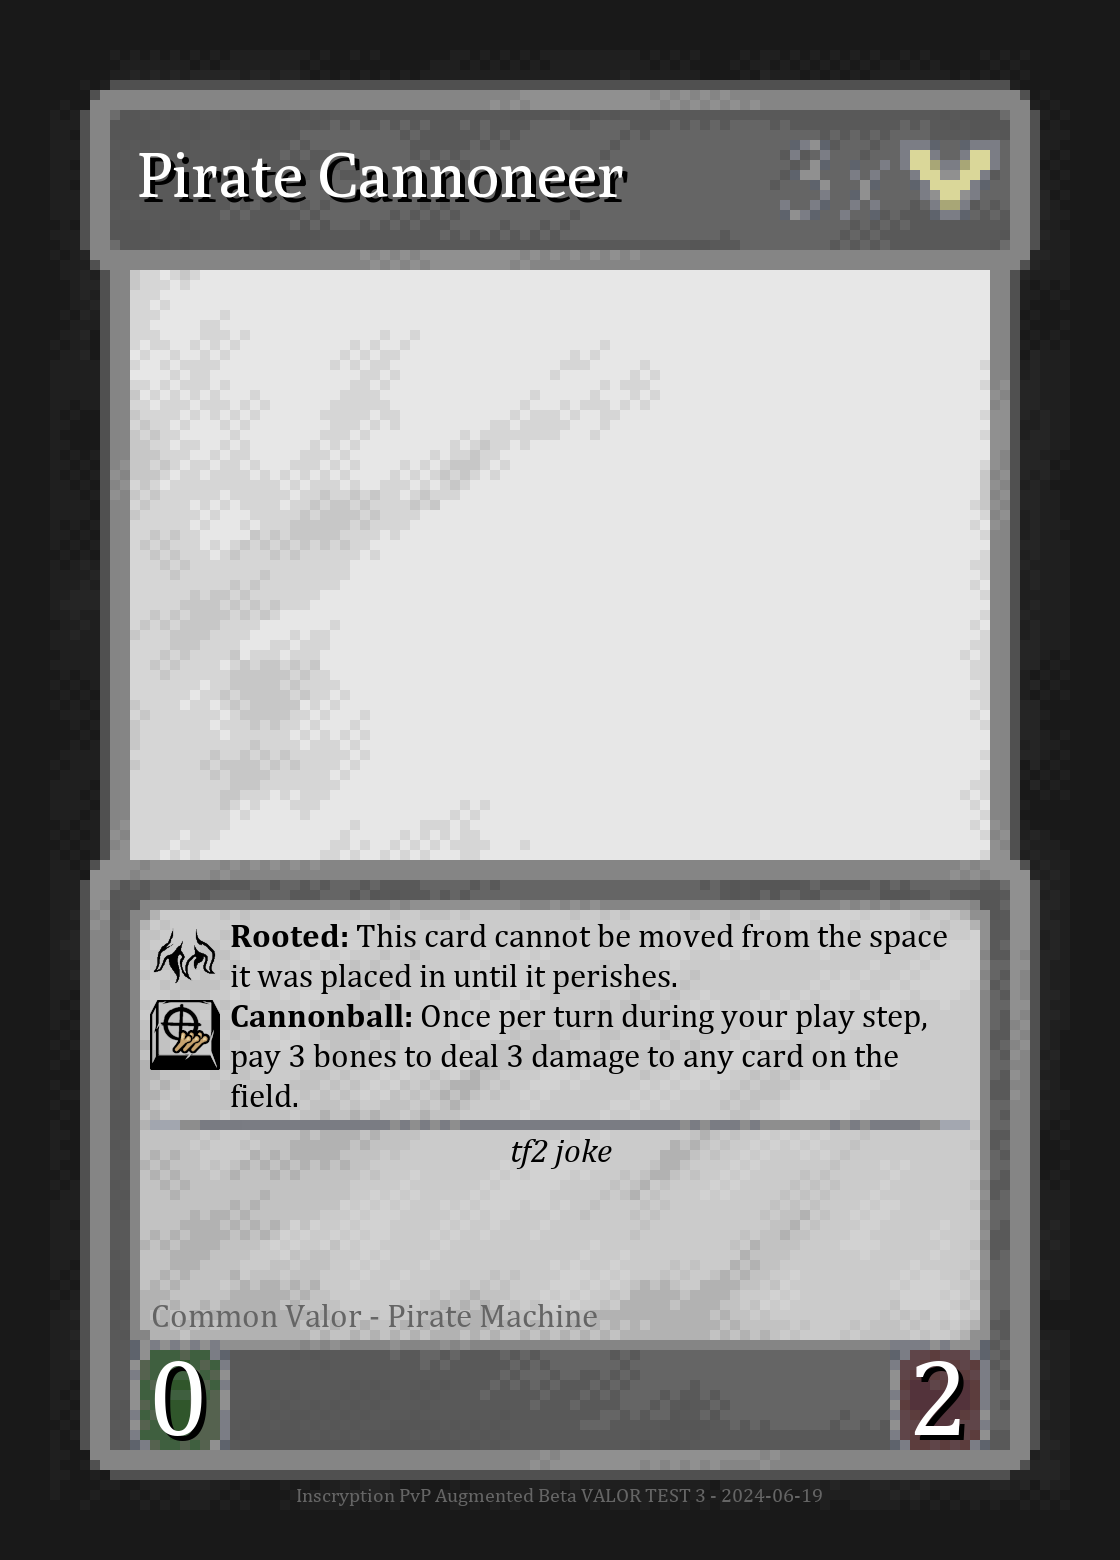 Pirate Cannoneer 3x
Rooted: This card cannot be moved from the space
it was placed in until it perishes.
Cannonball: Once per turn during your play step,
pay 3 bones to deal 3 damage to any card on the
field.
tf2 joke
Common Valor - Pirate Machine
0 2
Inscryption PvP Augmented Beta VALOR TEST 3 - 2024-06-19